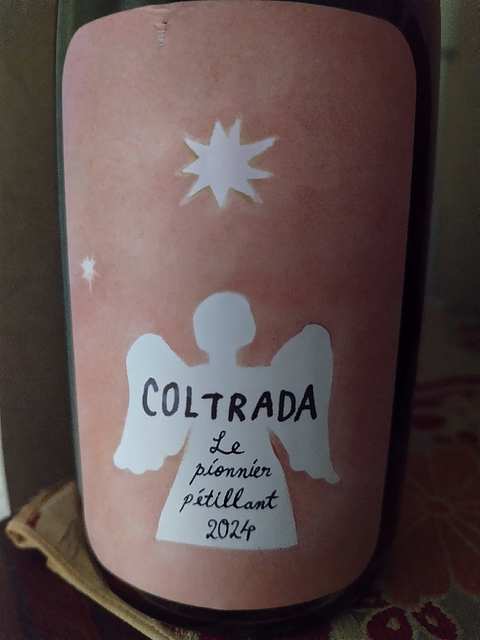 COLTRADA
Le
pionnier
pétillant
2024